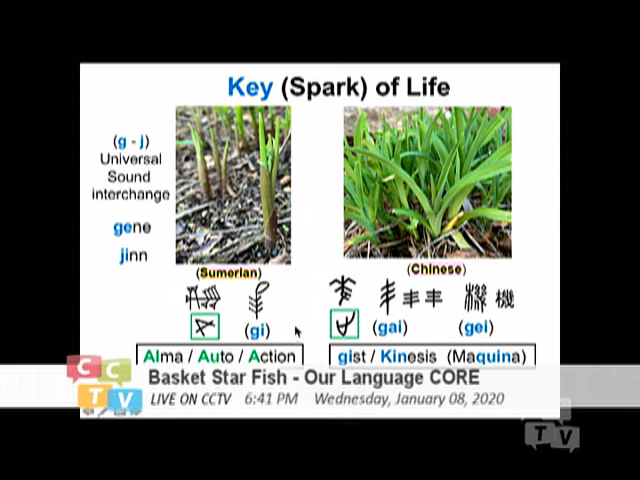 Key (Spark) of Life
(g - j)
Universal
Sound
interchange
gene
jinn
(Sumerian)
(Chinese)
丰丰
機
(gi)
(gai)
(gei)
Alma / Auto / Action
gist / Kinesis (Maquina)
CCTV
Basket Star Fish - Our Language CORE
LIVE ON CCTV 6:41 PM Wednesday, January 08, 2020
TV